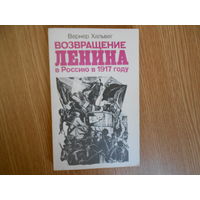 Вернер Хальвег
ВОЗВРАЩЕНИЕ
ЛЕНИНА
в Россию в 1917 году